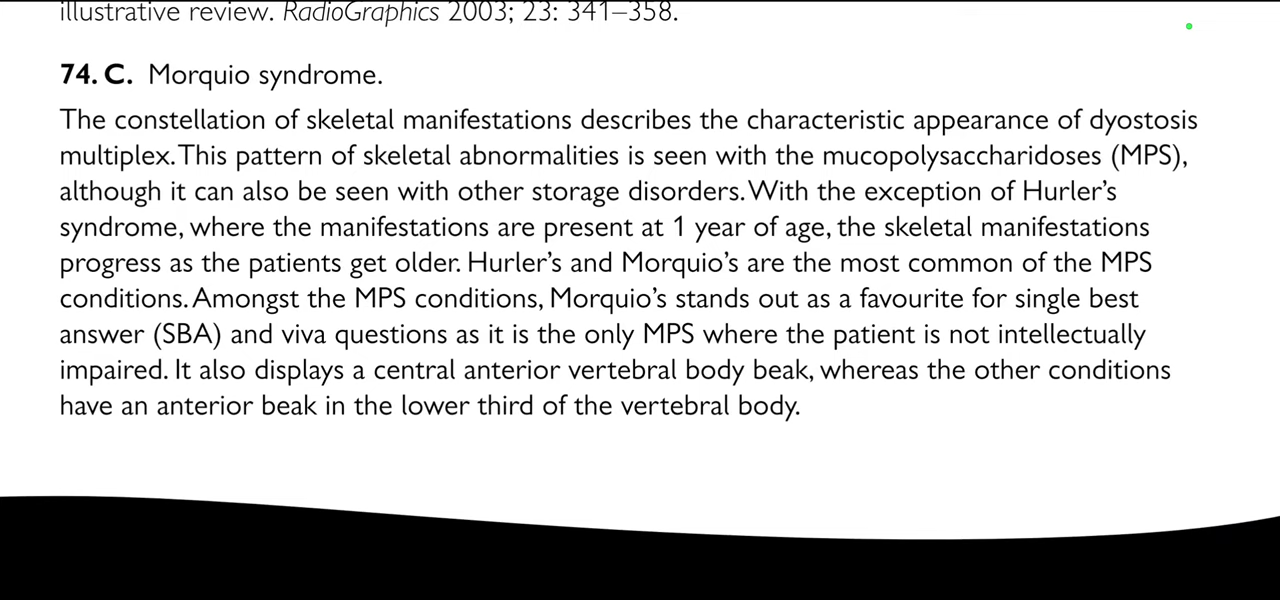 illustrative review. RadioGraphics 2003; 23: 341–358.
74. C. Morquio syndrome.
The constellation of skeletal manifestations describes the characteristic appearance of dyostosis
multiplex. This pattern of skeletal abnormalities is seen with the mucopolysaccharidoses (MPS),
although it can also be seen with other storage disorders. With the exception of Hurler’s
syndrome, where the manifestations are present at 1 year of age, the skeletal manifestations
progress as the patients get older. Hurler’s and Morquio’s are the most common of the MPS
conditions. Amongst the MPS conditions, Morquio’s stands out as a favourite for single best
answer (SBA) and viva questions as it is the only MPS where the patient is not intellectually
impaired. It also displays a central anterior vertebral body beak, whereas the other conditions
have an anterior beak in the lower third of the vertebral body.